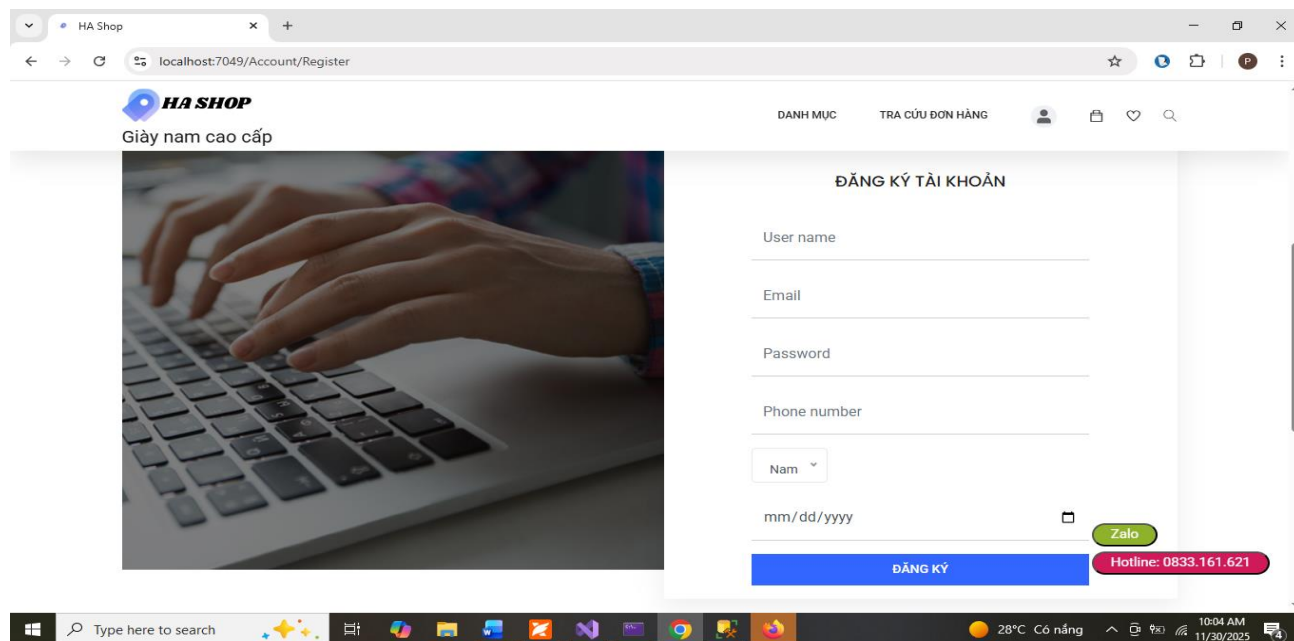 HA Shop
localhost:7049/Account/Register
P
HA SHOP
Giày nam cao cấp
DANH MỤC TRA CỨU ĐƠN HÀNG
ĐĂNG KÝ TÀI KHOẢN
User name
Email
Password
Phone number
Nam
mm/dd/yyyy
Zalo
ĐĂNG KÝ
Hotline: 0833.161.621
Type here to search
28°C Có nắng
10:04 AM
11/30/2025
4